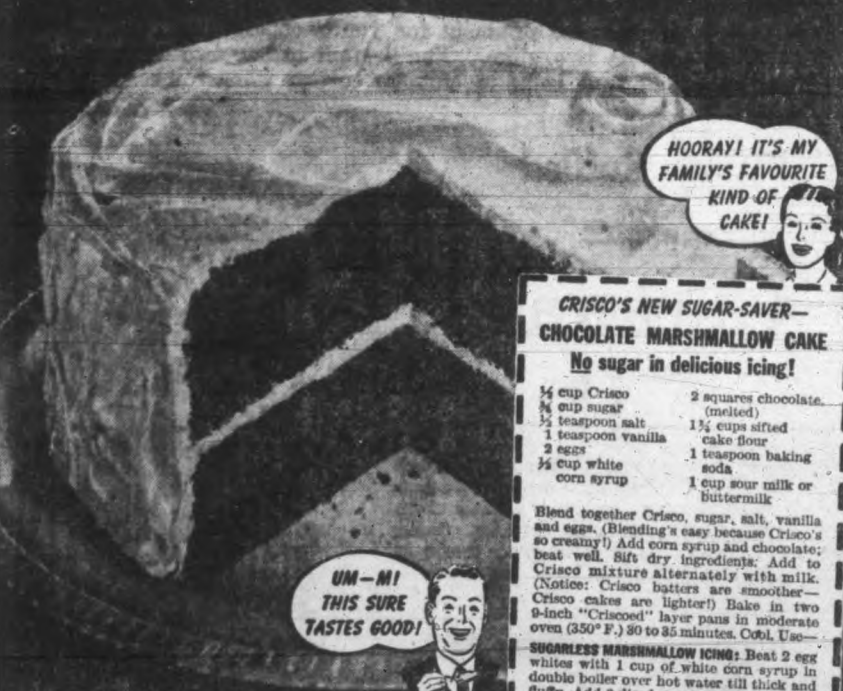 HOORAY! IT'S MY
FAMILY'S FAVOURITE
KIND OF
CAKE!
CRISCO'S NEW SUGAR-SAVER—
CHOCOLATE MARSHMALLOW CAKE
No sugar in delicious icing!
½ cup Crisco
¾ cup sugar
½ teaspoon salt
1 teaspoon vanilla
2 eggs
½ cup white
corn syrup
2 squares chocolate,
(melted)
1¾ cups sifted
cake flour
1 teaspoon baking
soda
1 cup sour milk or
buttermilk
Blend together Crisco, sugar, salt, vanilla
and eggs. (Blending's easy because Crisco's
so creamy!) Add corn syrup and chocolate;
beat well. Sift dry ingredients: Add to
Crisco mixture alternately with milk.
(Notice: Crisco batters are smoother—
Crisco cakes are lighter!) Bake in two
9-inch "Criscoed" layer pans in moderate
oven (350° F.) 30 to 35 minutes. Cool. Use—
SUGARLESS MARSHMALLOW ICING: Beat 2 egg
whites with 1 cup of white corn syrup in
double boiler over hot water till thick and
fluffy. Add
UM—M!
THIS SURE
TASTES GOOD!